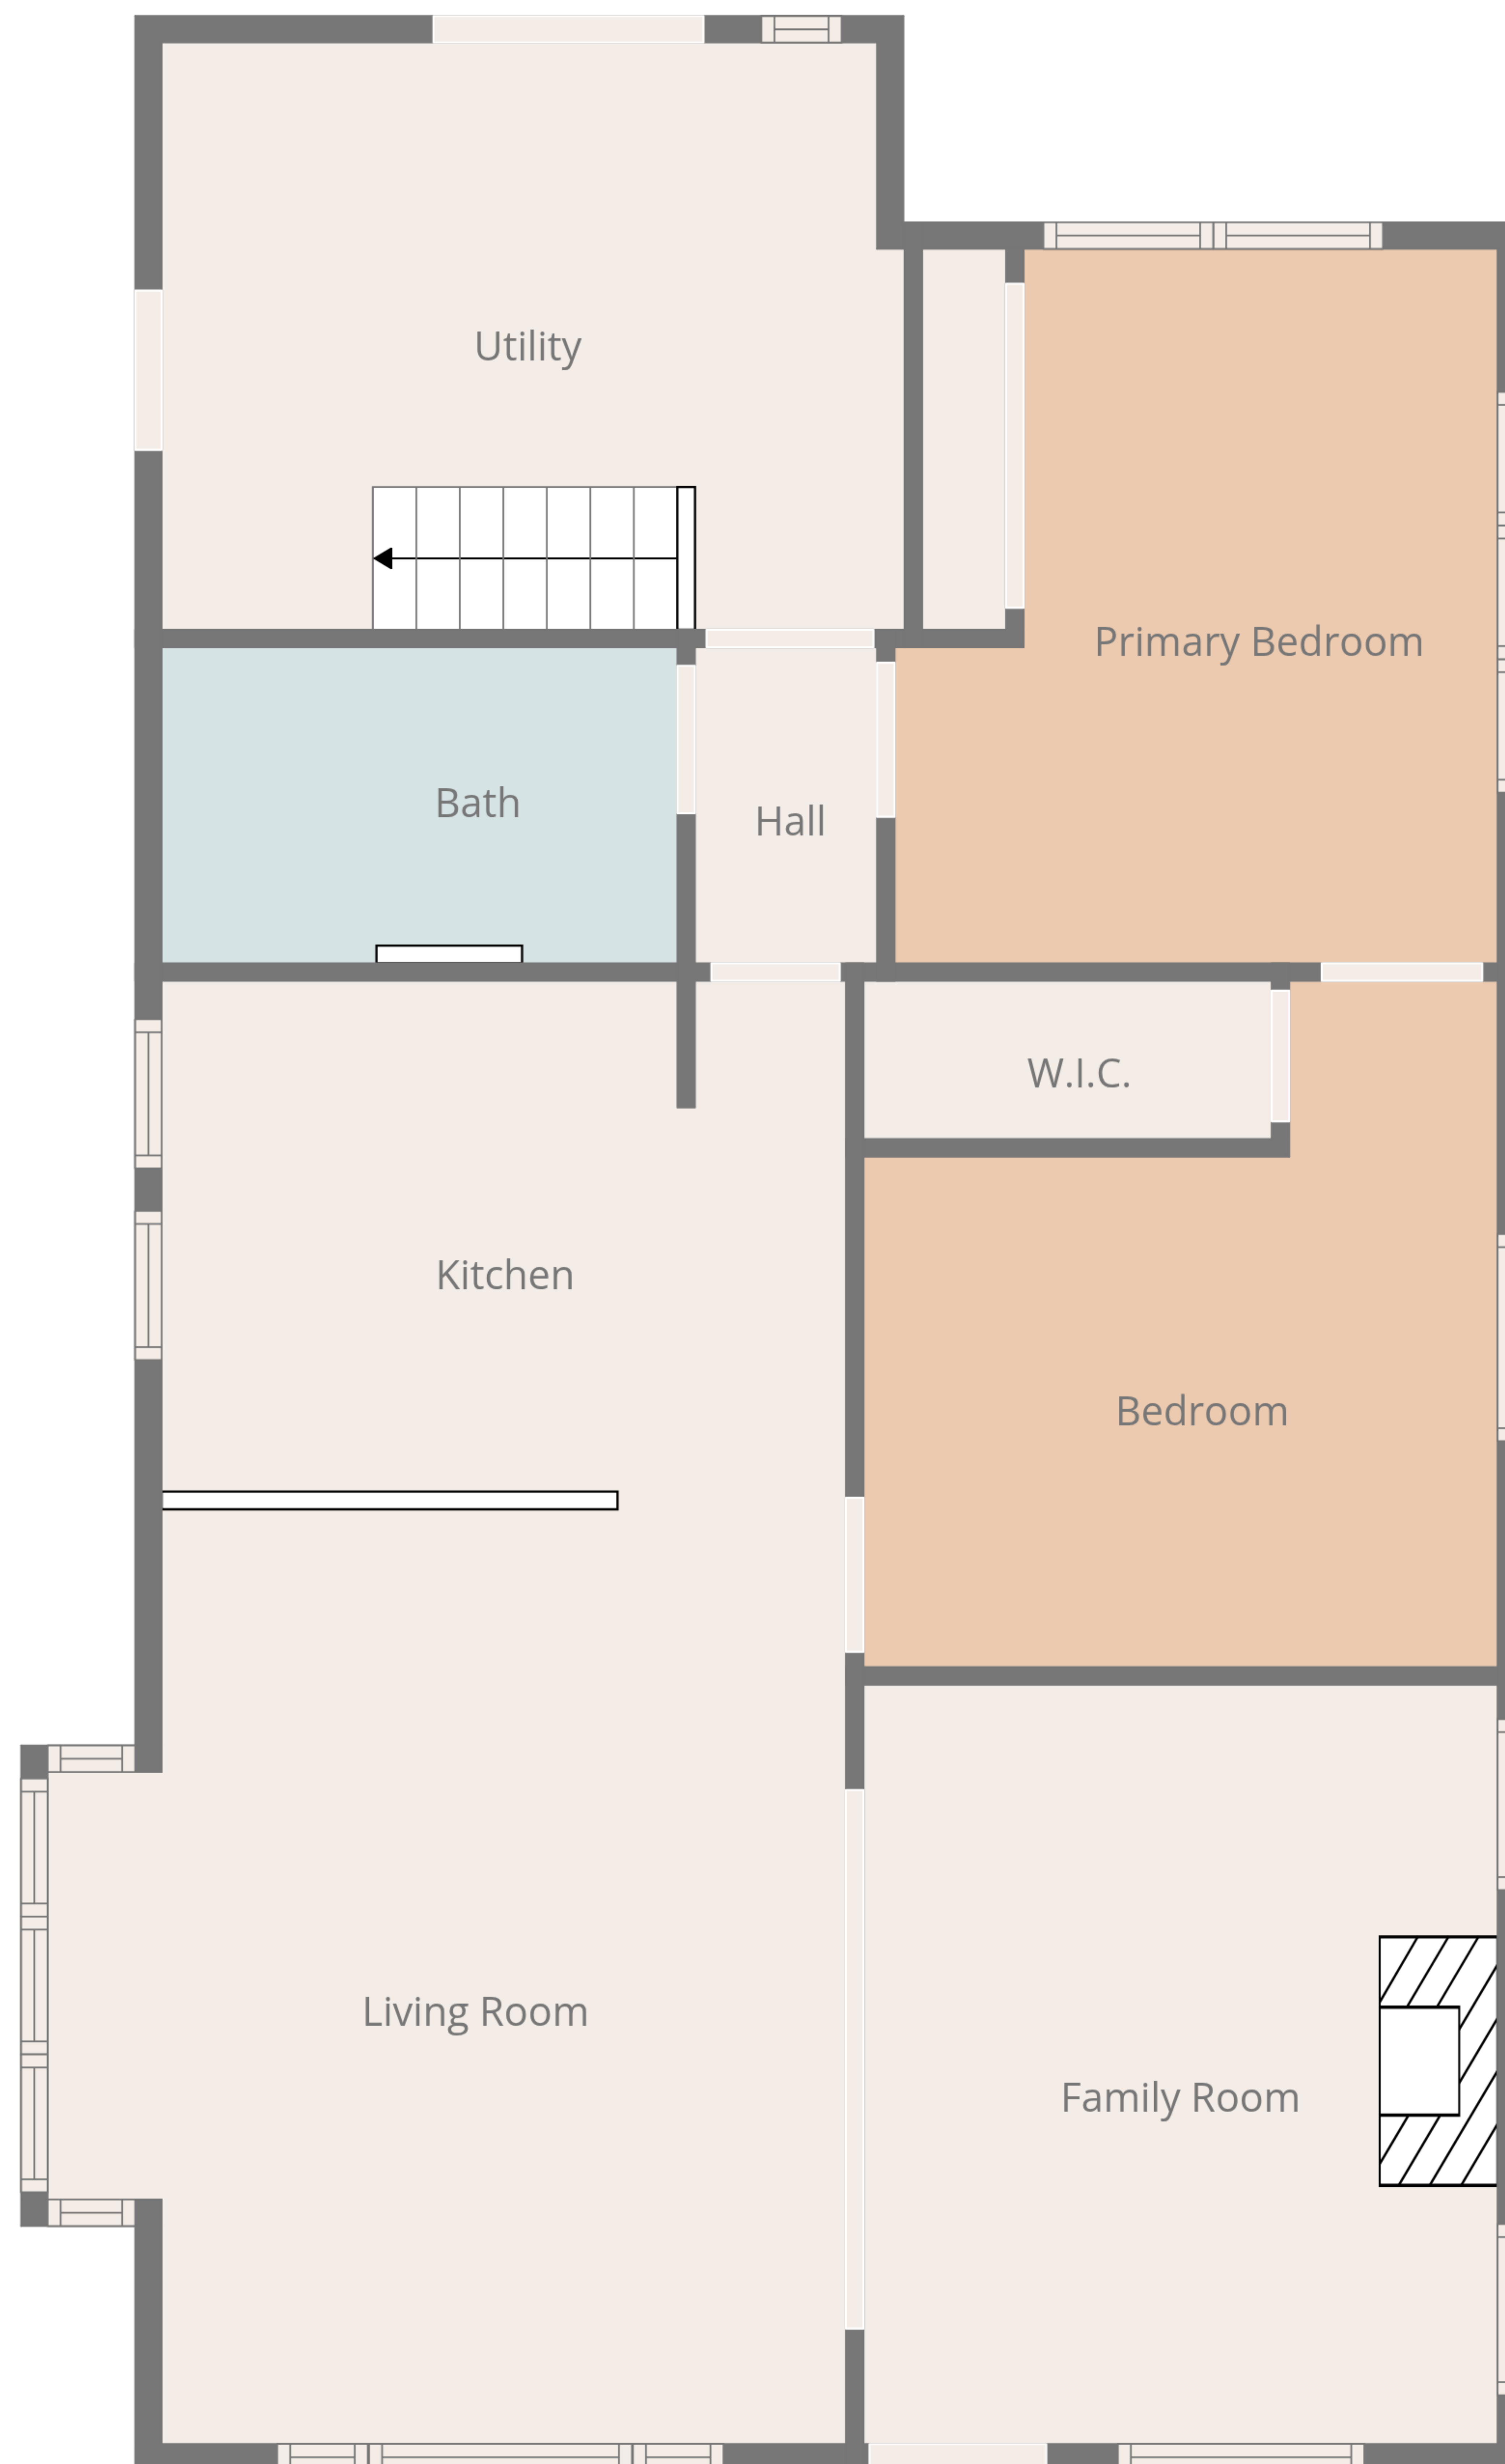 Utility
Primary Bedroom
Bath
Hall
W.I.C.
Kitchen
Bedroom
Living Room
Family Room